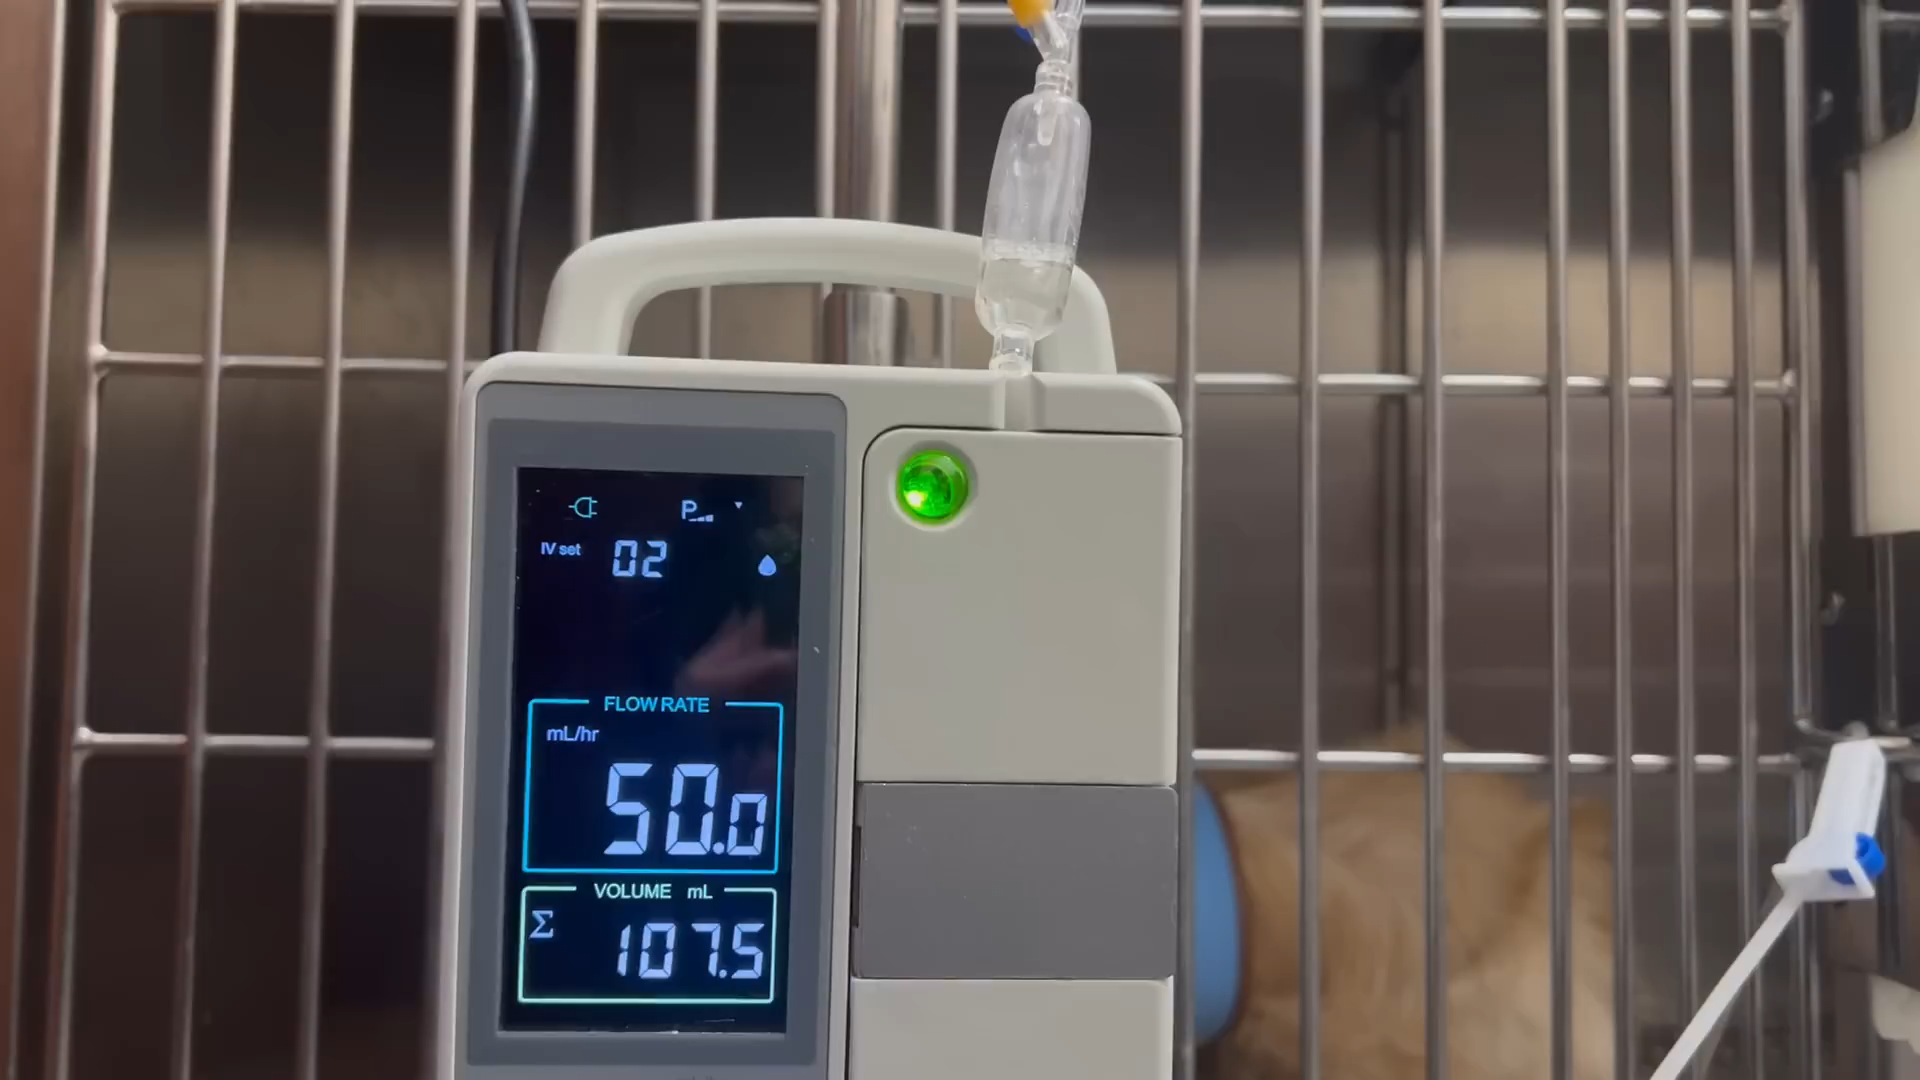 P
IV set 02
FLOW RATE
mL/hr
50.0
VOLUME mL
Σ 107.5